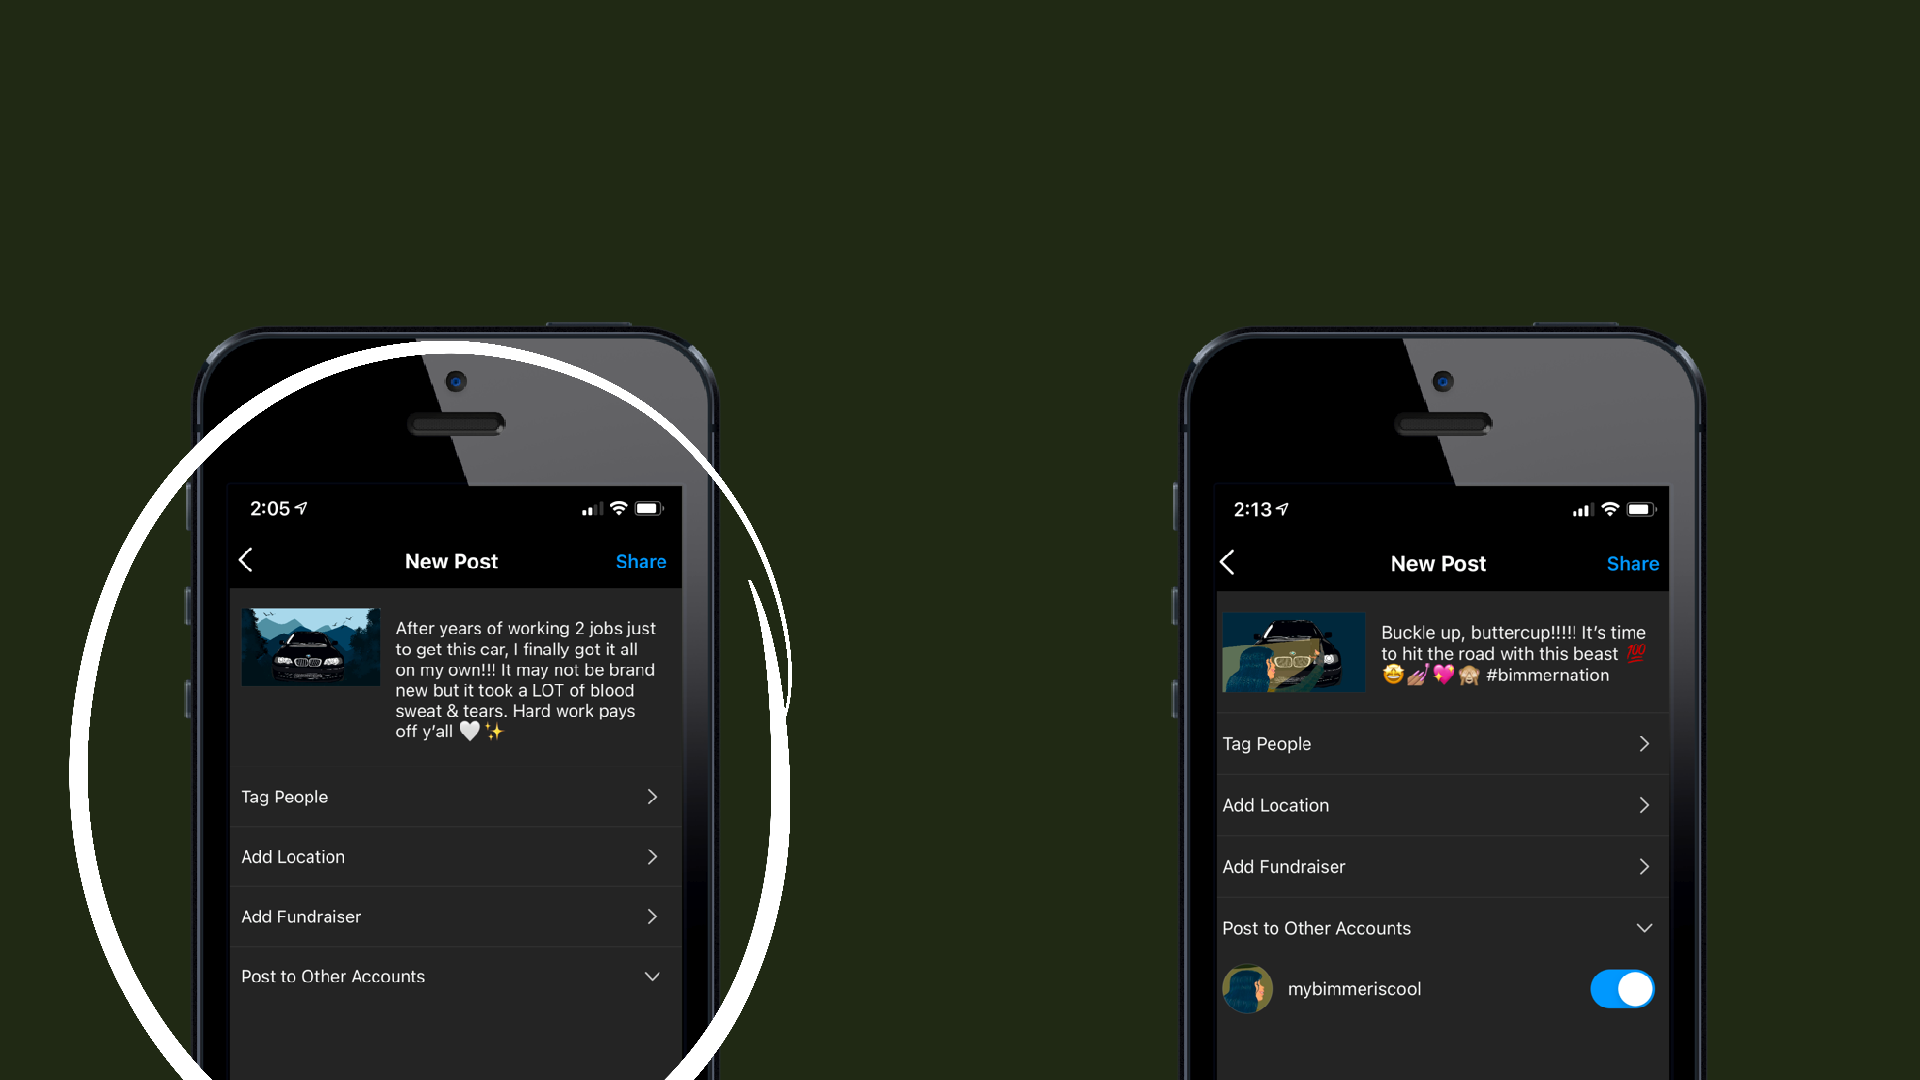 2:05
New Post
Share
After years of working 2 jobs just
to get this car, I finally got it all
on my own!!! It may not be brand
new but it took a LOT of blood
sweat & tears. Hard work pays
off y'all 🤍✨
Tag People
Add Location
Add Fundraiser
Post to Other Accounts
2:13
New Post
Share
Buckle up, buttercup!!!!! It's time
to hit the road with this beast 💯
🤩💅🏽💖🙈 #bimmernation
Tag People
Add Location
Add Fundraiser
Post to Other Accounts
mybimmeriscool